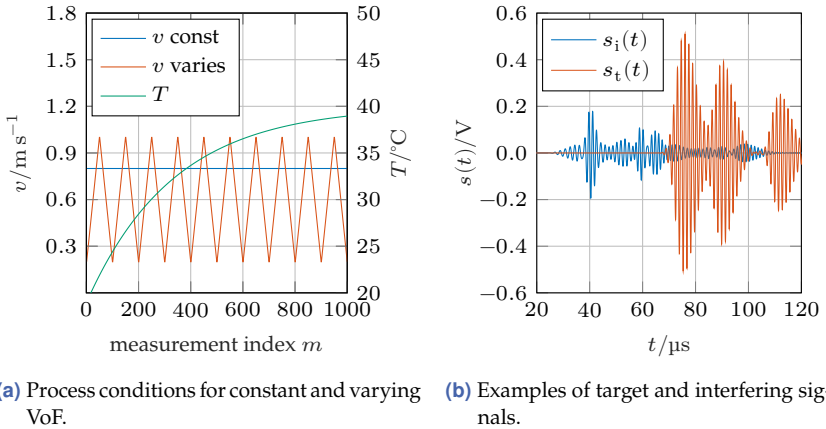 1.8
1.5
1.2
0.9
0.6
0.3
v/m s⁻¹
v const
v varies
T
50
45
40
35
30
25
20
T/°C
0 200 400 600 800 1000
measurement index m
(a) Process conditions for constant and varying
VoF.
0.6
0.4
0.2
0.0
−0.2
−0.4
−0.6
s(t)/V
sᵢ(t)
sₜ(t)
20 40 60 80 100 120
t/µs
(b) Examples of target and interfering sig-
nals.